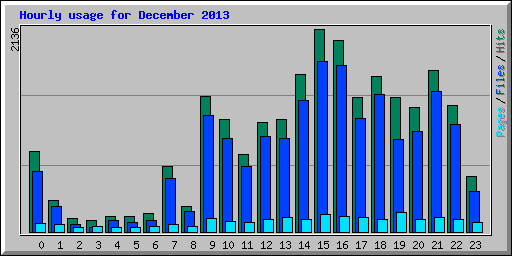 Hourly usage for December 2013
2136
Pages / Files / Hits
0 1 2 3 4 5 6 7 8 9 10 11 12 13 14 15 16 17 18 19 20 21 22 23